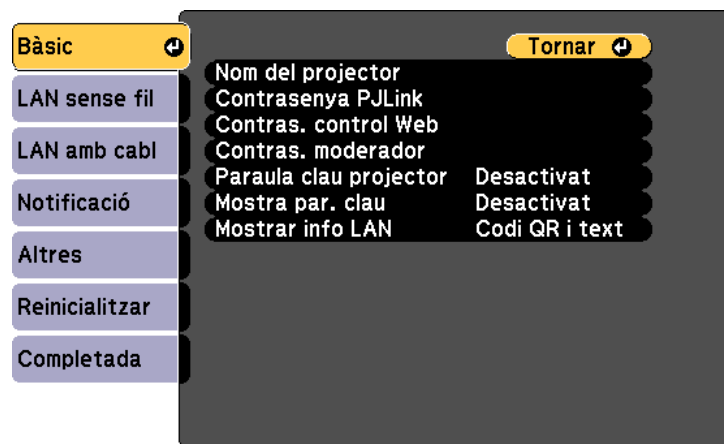 Bàsic
LAN sense fil
LAN amb cabl
Notificació
Altres
Reinicialitzar
Completada
Tornar
Nom del projector
Contrasenya PJLink
Contras. control Web
Contras. moderador
Paraula clau projector Desactivat
Mostra par. clau Desactivat
Mostrar info LAN Codi QR i text